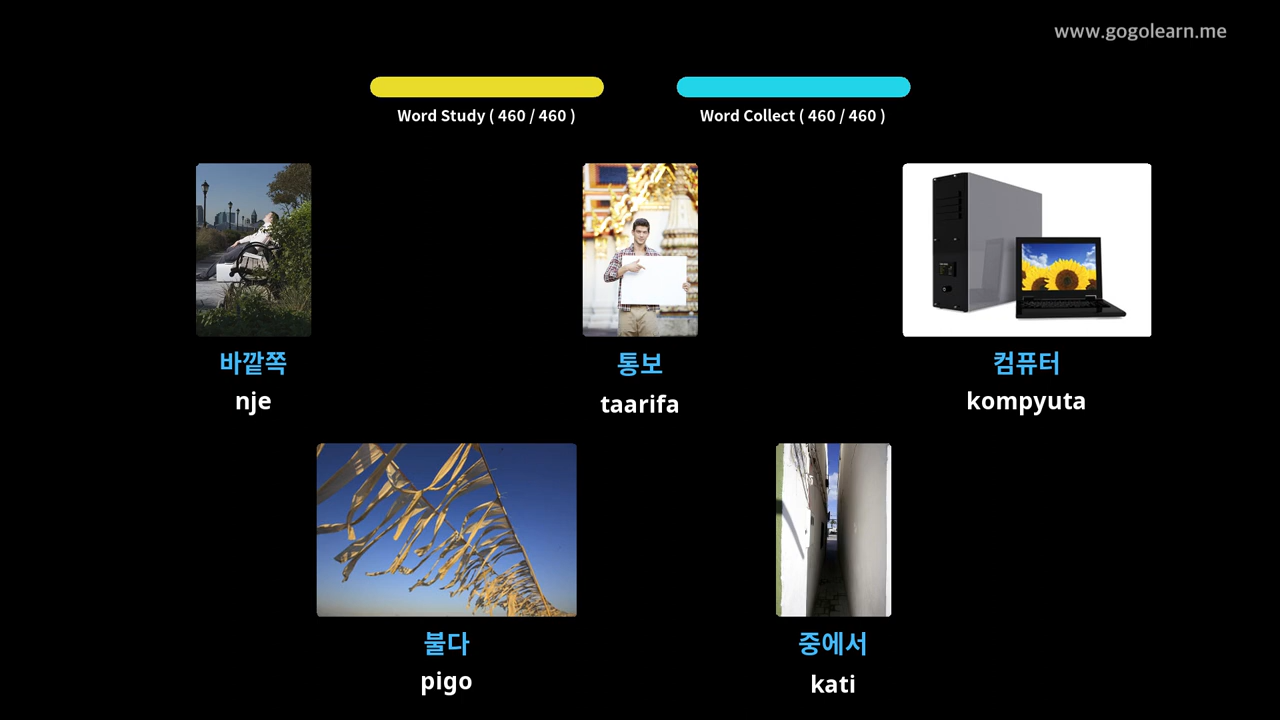 www.gogolearn.me
Word Study ( 460 / 460 )
Word Collect ( 460 / 460 )
바깥쪽
nje
통보
taarifa
컴퓨터
kompyuta
불다
pigo
중에서
kati